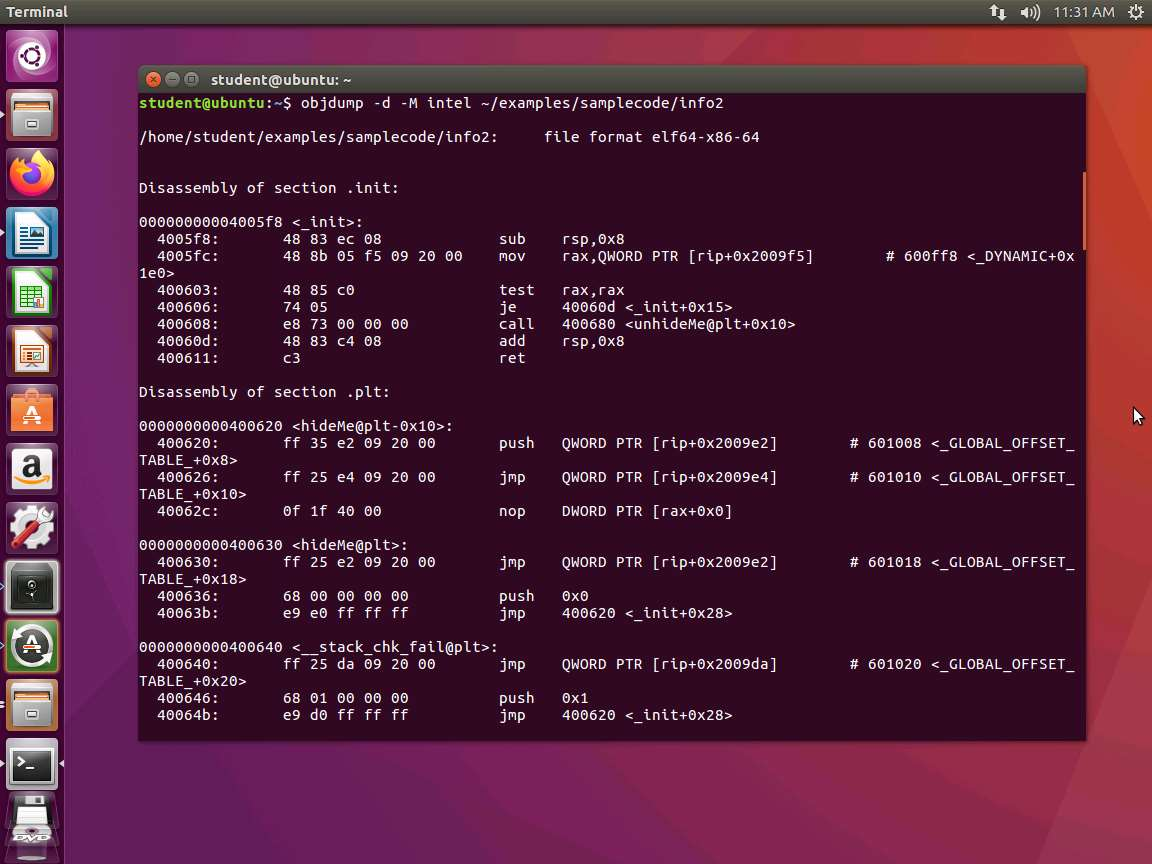 Terminal
11:31 AM
student@ubuntu: ~
student@ubuntu:~$ objdump -d -M intel ~/examples/samplecode/info2
/home/student/examples/samplecode/info2:     file format elf64-x86-64
Disassembly of section .init:
00000000004005f8 <_init>:
  4005f8:	48 83 ec 08          	sub    rsp,0x8
  4005fc:	48 8b 05 f5 09 20 00 	mov    rax,QWORD PTR [rip+0x2009f5]        # 600ff8 <_DYNAMIC+0x
1e0>
  400603:	48 85 c0             	test   rax,rax
  400606:	74 05                	je     40060d <_init+0x15>
  400608:	e8 73 00 00 00       	call   400680 <unhideMe@plt+0x10>
  40060d:	48 83 c4 08          	add    rsp,0x8
  400611:	c3                   	ret
Disassembly of section .plt:
0000000000400620 <hideMe@plt-0x10>:
  400620:	ff 35 e2 09 20 00    	push   QWORD PTR [rip+0x2009e2]        # 601008 <_GLOBAL_OFFSET_
TABLE_+0x8>
  400626:	ff 25 e4 09 20 00    	jmp    QWORD PTR [rip+0x2009e4]        # 601010 <_GLOBAL_OFFSET_
TABLE_+0x10>
  40062c:	0f 1f 40 00          	nop    DWORD PTR [rax+0x0]
0000000000400630 <hideMe@plt>:
  400630:	ff 25 e2 09 20 00    	jmp    QWORD PTR [rip+0x2009e2]        # 601018 <_GLOBAL_OFFSET_
TABLE_+0x18>
  400636:	68 00 00 00 00       	push   0x0
  40063b:	e9 e0 ff ff ff       	jmp    400620 <_init+0x28>
0000000000400640 <__stack_chk_fail@plt>:
  400640:	ff 25 da 09 20 00    	jmp    QWORD PTR [rip+0x2009da]        # 601020 <_GLOBAL_OFFSET_
TABLE_+0x20>
  400646:	68 01 00 00 00       	push   0x1
  40064b:	e9 d0 ff ff ff       	jmp    400620 <_init+0x28>
a
>_
DVD